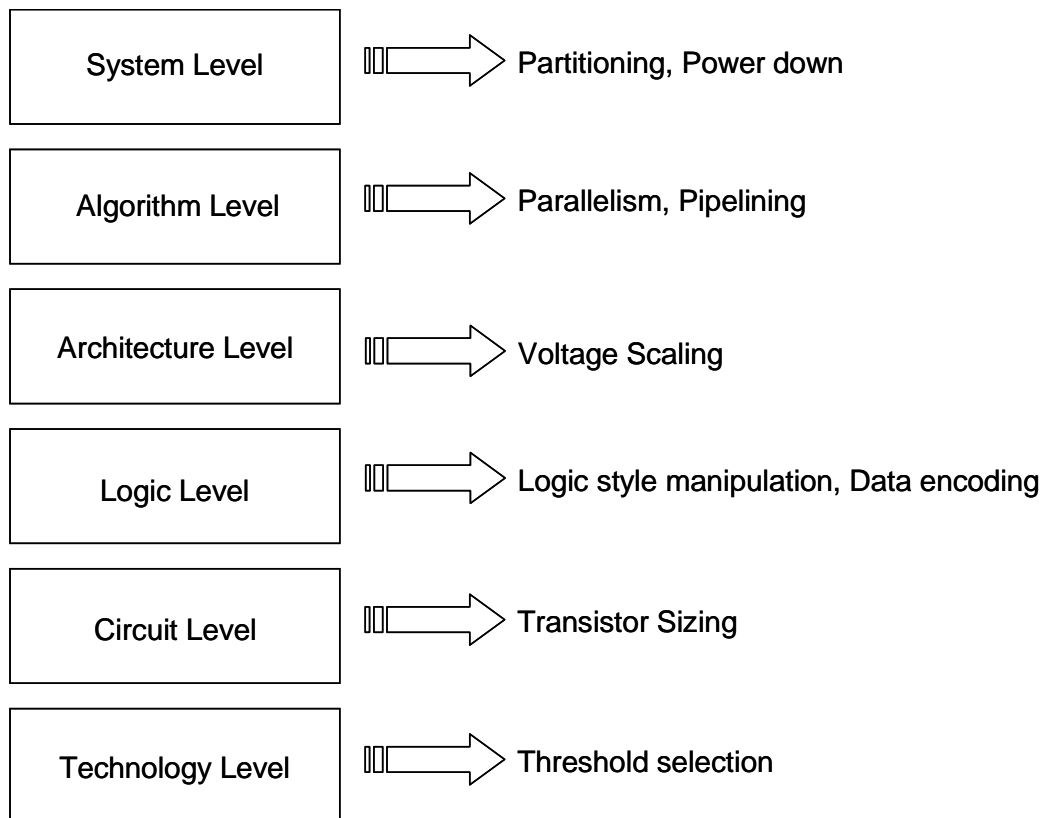 System Level
Partitioning, Power down
Algorithm Level
Parallelism, Pipelining
Architecture Level
Voltage Scaling
Logic Level
Logic style manipulation, Data encoding
Circuit Level
Transistor Sizing
Technology Level
Threshold selection